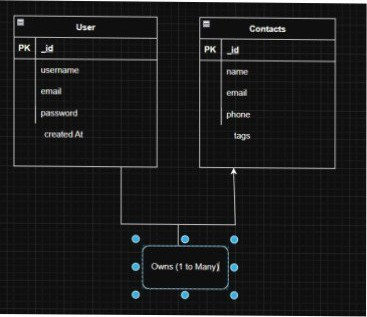 User
PK _id
username
email
password
created At
Contacts
PK _id
name
email
phone
tags
Owns (1 to Many)